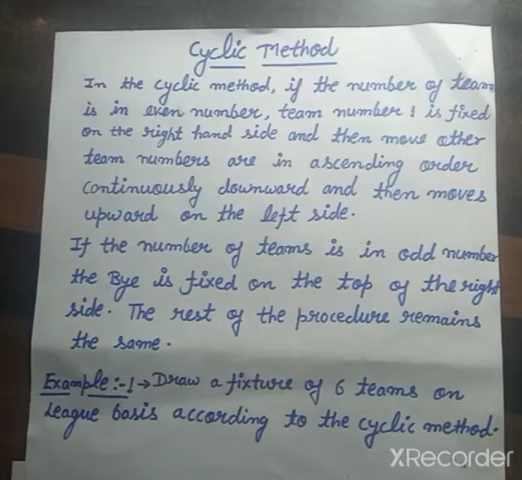 Cyclic Method
In the cyclic method, if the number of team
is in even number, team number 1 is fixed
on the right hand side and then move other
team numbers are in ascending order
continuously downward and then moves
upward on the left side.
If the number of teams is in odd number
the Bye is fixed on the top of the right
side. The rest of the procedure remains
the same.
Example:-1→ Draw a fixture of 6 teams on
League basis according to the cyclic method.
XRecorder